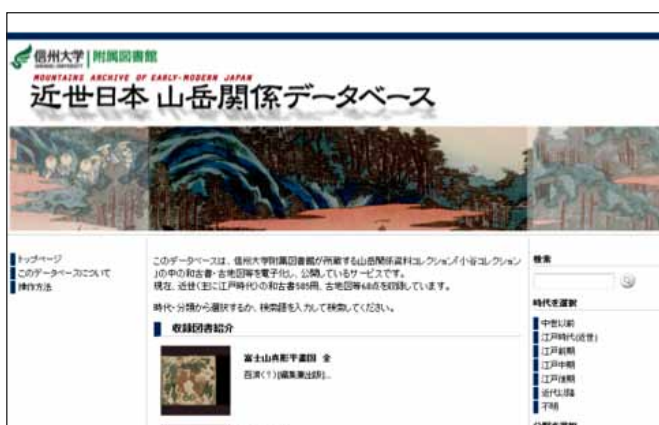 信州大学 附属図書館
SHINSHU UNIVERSITY
MOUNTAINS ARCHIVE OF EARLY-MODERN JAPAN
近世日本 山岳関係データベース
トップページ
このデータベースについて
操作方法
このデータベースは、信州大学附属図書館が所蔵する山岳関係資料コレクション「小谷コレクション
」の中の和古書・古地図等を電子化し、公開しているサービスです。
現在、近世(主に江戸時代)の和古書585冊、古地図等68点を収録しています。
時代・分類から選択するか、検索語を入力して検索してください。
収録図書紹介
富士山真形平畫図 全
百済(?)[編集兼出版]...
検索
時代を選択
中世以前
江戸時代(近世)
江戸前期
江戸中期
江戸後期
近代以降
不明